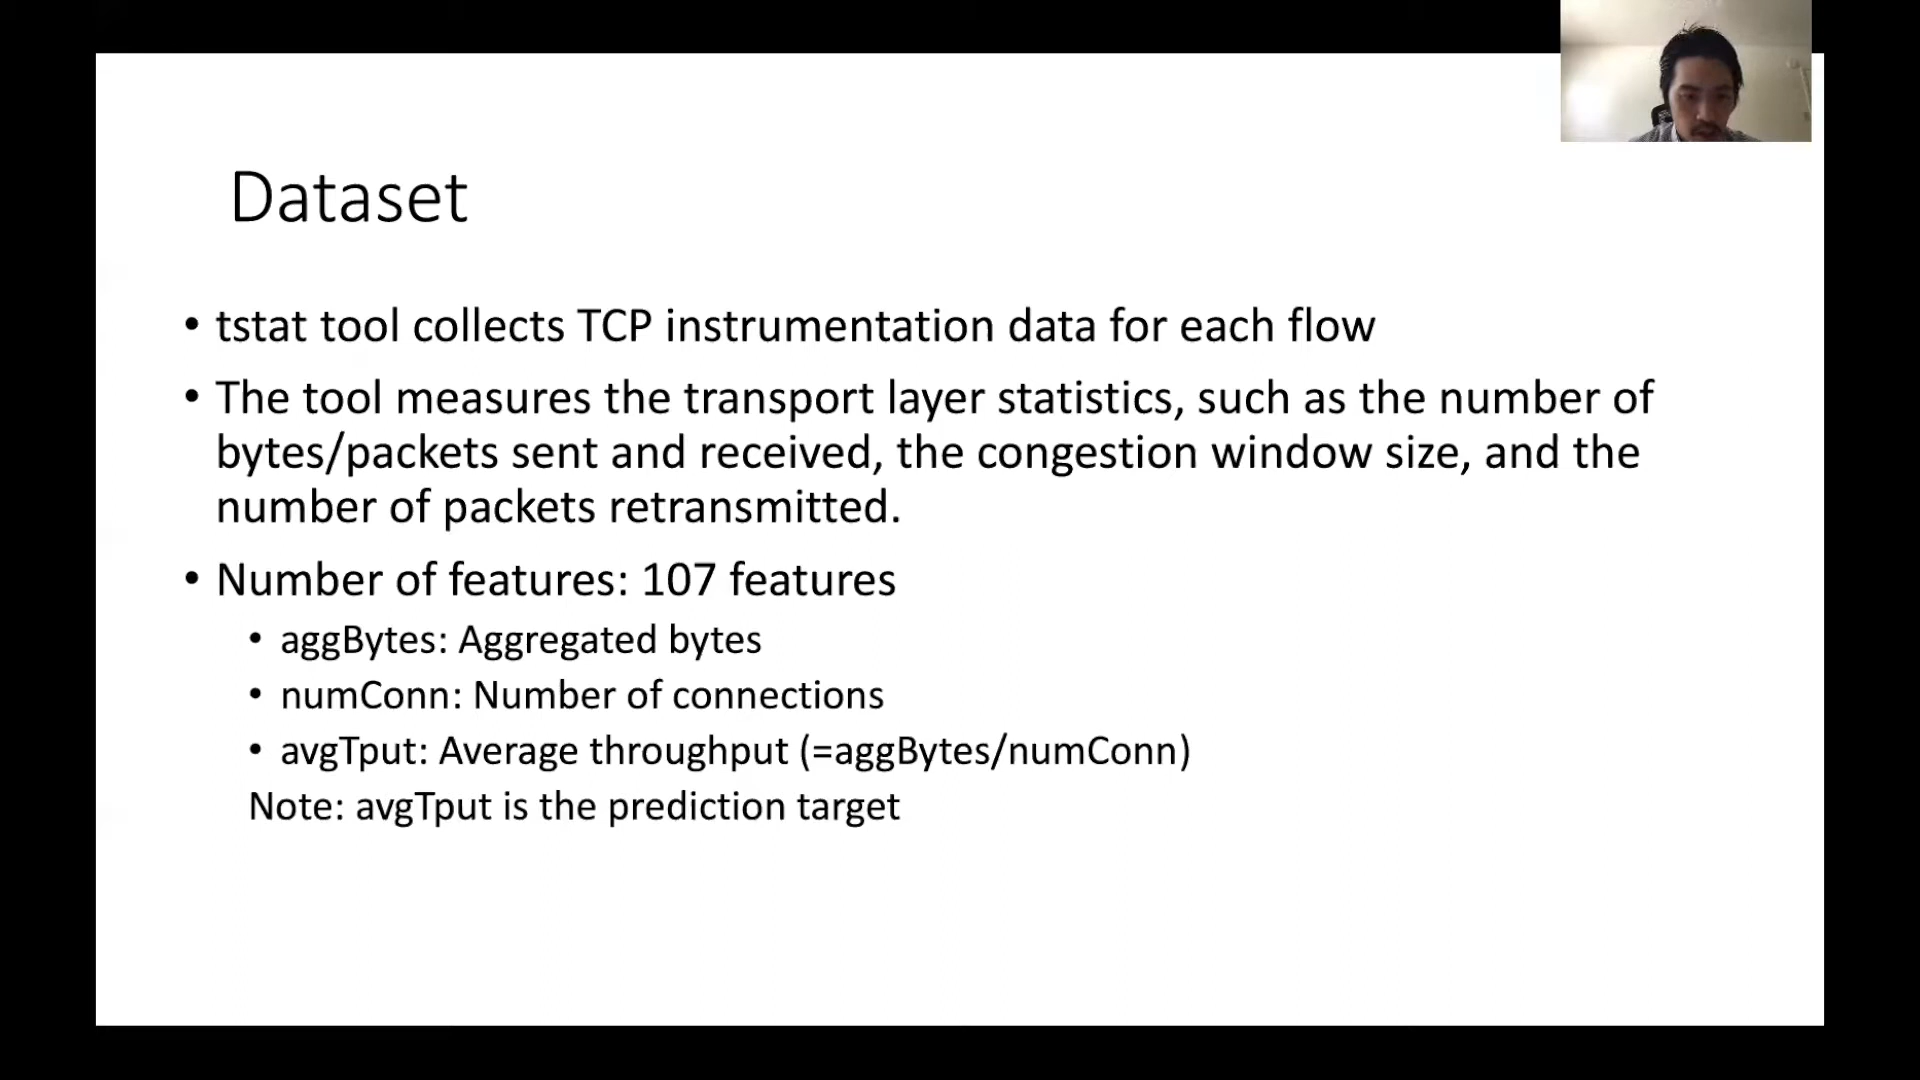 Dataset
• tstat tool collects TCP instrumentation data for each flow
• The tool measures the transport layer statistics, such as the number of
bytes/packets sent and received, the congestion window size, and the
number of packets retransmitted.
• Number of features: 107 features
• aggBytes: Aggregated bytes
• numConn: Number of connections
• avgTput: Average throughput (=aggBytes/numConn)
Note: avgTput is the prediction target